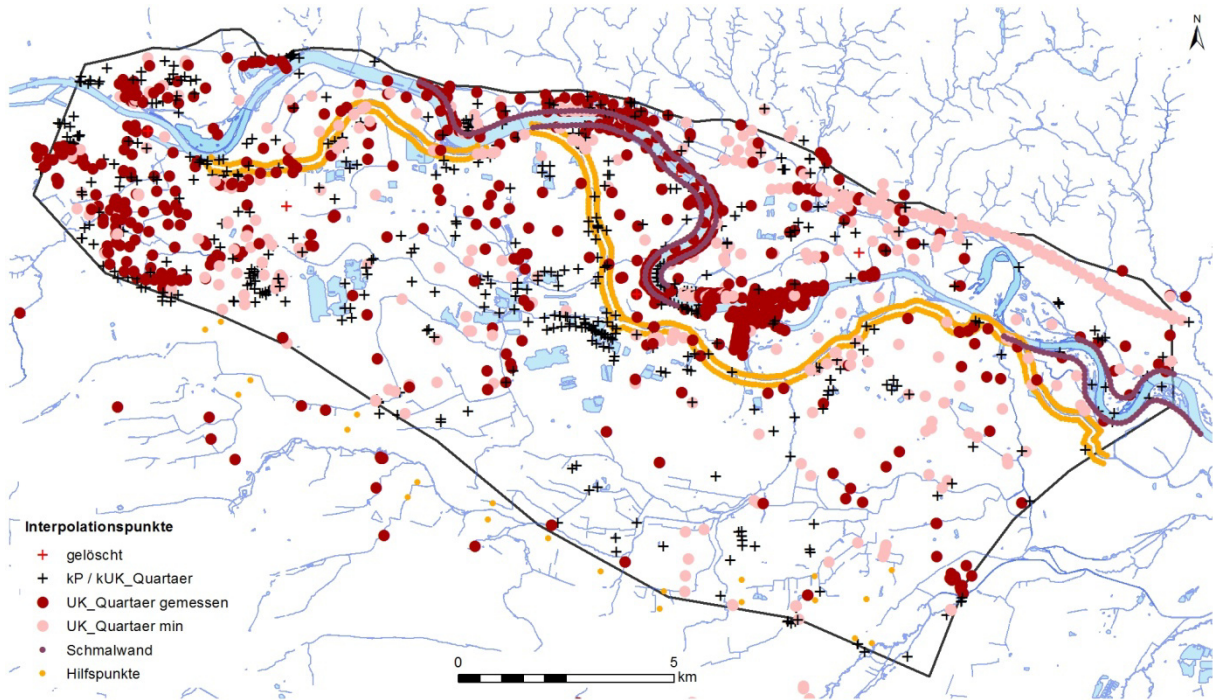 N
Interpolationspunkte
gelöscht
kP / kUK_Quartaer
UK_Quartaer gemessen
UK_Quartaer min
Schmalwand
Hilfspunkte
0 5
km